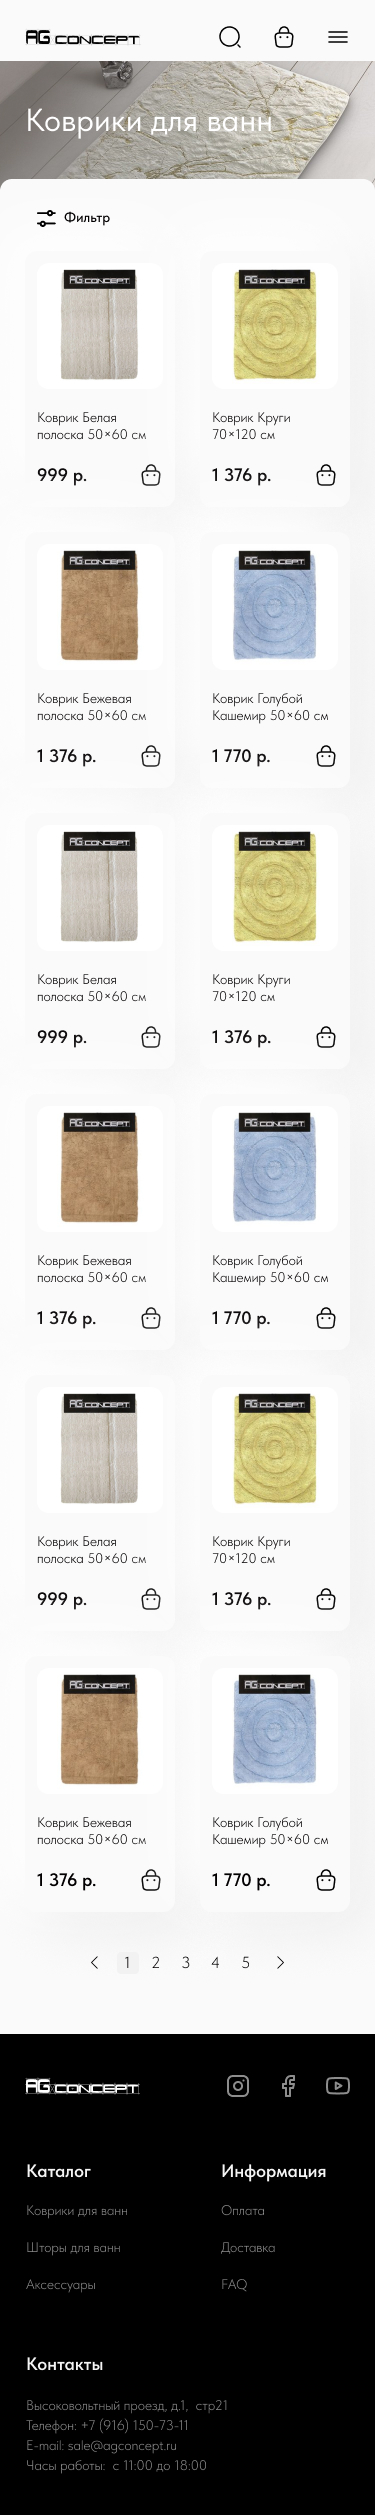 AG CONCEPT
Коврики для ванн
Фильтр
AG CONCEPT
AG CONCEPT
Коврик Белая
полоска 50×60 см
999 р.
Коврик Круги
70×120 см
1 376 р.
AG CONCEPT
AG CONCEPT
Коврик Бежевая
полоска 50×60 см
1 376 р.
Коврик Голубой
Кашемир 50×60 см
1 770 р.
AG CONCEPT
AG CONCEPT
Коврик Белая
полоска 50×60 см
999 р.
Коврик Круги
70×120 см
1 376 р.
AG CONCEPT
AG CONCEPT
Коврик Бежевая
полоска 50×60 см
1 376 р.
Коврик Голубой
Кашемир 50×60 см
1 770 р.
AG CONCEPT
AG CONCEPT
Коврик Белая
полоска 50×60 см
999 р.
Коврик Круги
70×120 см
1 376 р.
AG CONCEPT
AG CONCEPT
Коврик Бежевая
полоска 50×60 см
1 376 р.
Коврик Голубой
Кашемир 50×60 см
1 770 р.
1 2 3 4 5
AG CONCEPT
Каталог
Коврики для ванн
Шторы для ванн
Аксессуары
Информация
Оплата
Доставка
FAQ
Контакты
Высоковольтный проезд, д.1, стр21
Телефон: +7 (916) 150-73-11
E-mail: sale@agconcept.ru
Часы работы: с 11:00 до 18:00